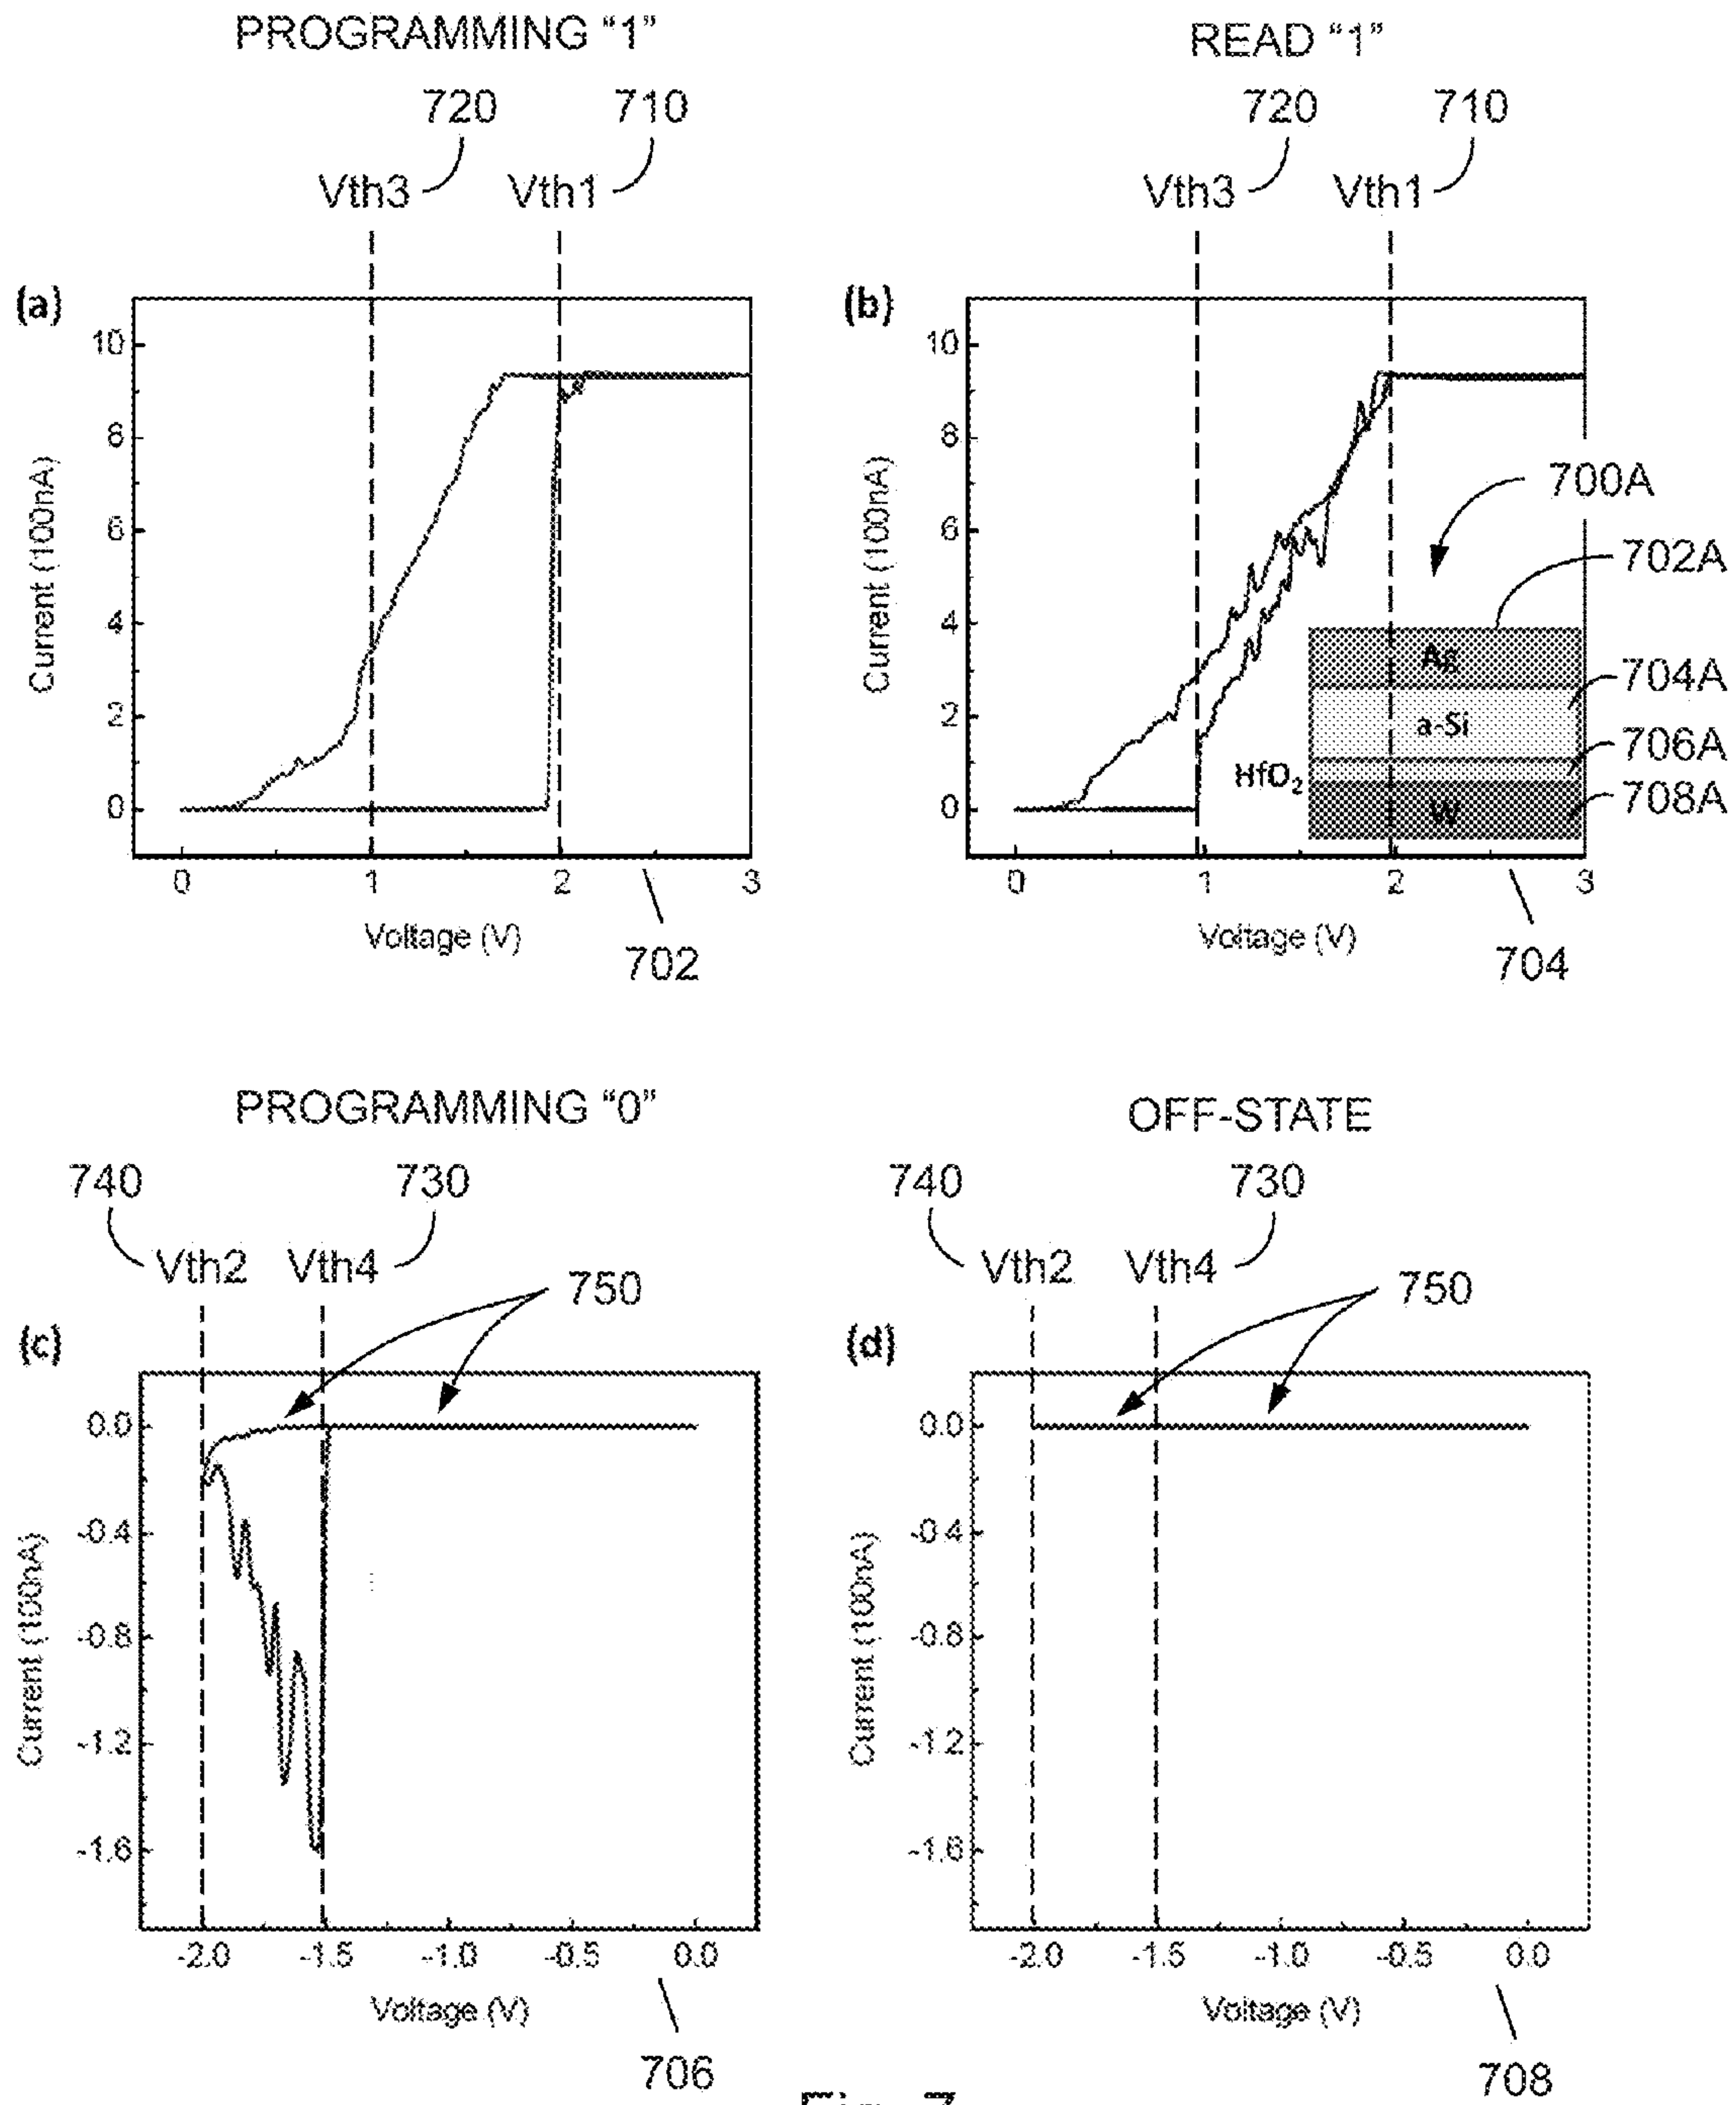 PROGRAMMING “1”
720 710
Vth3 Vth1
(a)
10
8
6
4
2
0
Current (100nA)
0 1 2 3
Voltage (V)
702
READ “1”
720 710
Vth3 Vth1
(b)
10
8
6
4
2
0
Current (100nA)
700A
702A
Ag
704A
a-Si
706A
HfO₂
708A
W
0 1 2 3
Voltage (V)
704
PROGRAMMING “0”
740 730
Vth2 Vth4
750
(c)
0.0
-0.4
-0.8
-1.2
-1.6
Current (100nA)
-2.0 -1.5 -1.0 -0.5 0.0
Voltage (V)
706
OFF-STATE
740 730
Vth2 Vth4
750
(d)
0.0
-0.4
-0.8
-1.2
-1.6
Current (100nA)
-2.0 -1.5 -1.0 -0.5 0.0
Voltage (V)
708